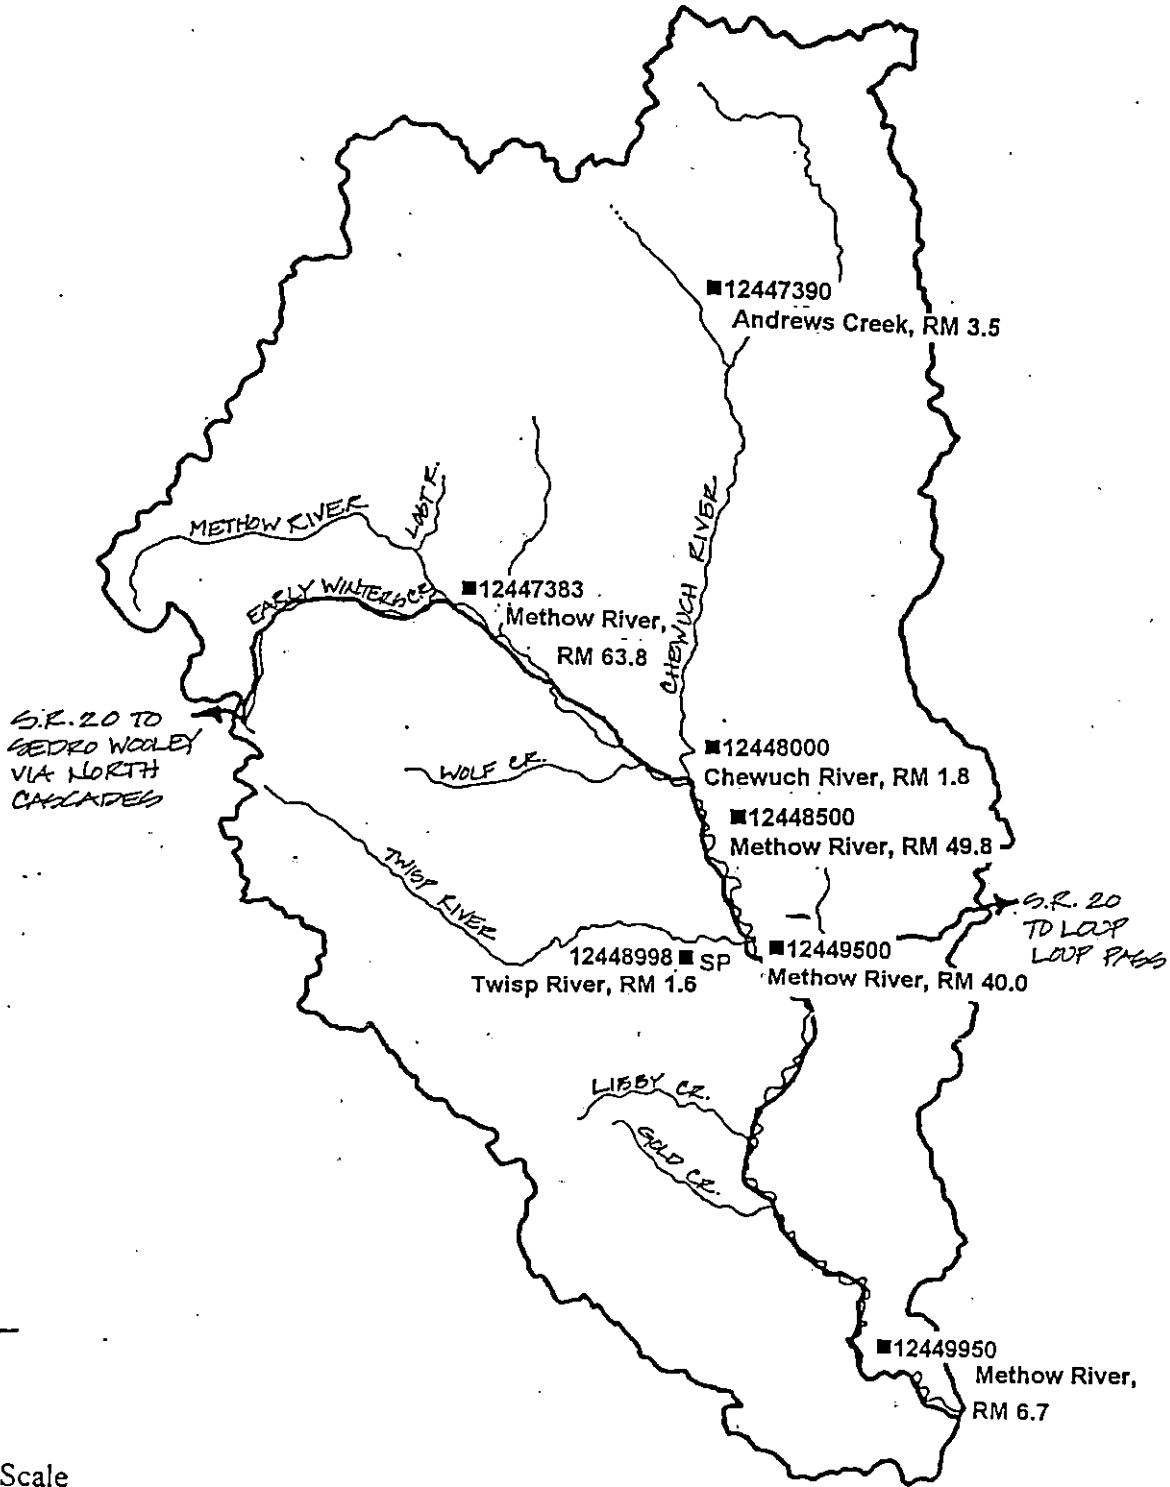 12447390
Andrews Creek, RM 3.5
METHOW RIVER
LOST R.
EARLY WINTERS CR.
12447383
Methow River,
RM 63.8
CHEWUCH RIVER
S.R. 20 TO
SEDRO WOOLEY
VIA NORTH
CASCADES
WOLF CR.
12448000
Chewuch River, RM 1.8
12448500
Methow River, RM 49.8
TWISP RIVER
S.R. 20
TO LOUP
LOUP PASS
12448998 SP
Twisp River, RM 1.6
12449500
Methow River, RM 40.0
LIBBY CR.
GOLD CR.
12449950
Methow River,
RM 6.7
Scale